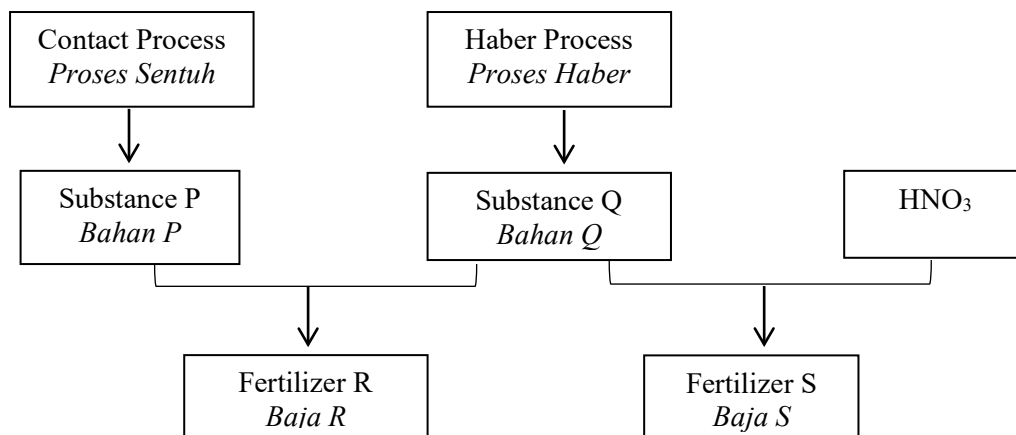 Contact Process
Proses Sentuh
Haber Process
Proses Haber
Substance P
Bahan P
Substance Q
Bahan Q
HNO₃
Fertilizer R
Baja R
Fertilizer S
Baja S